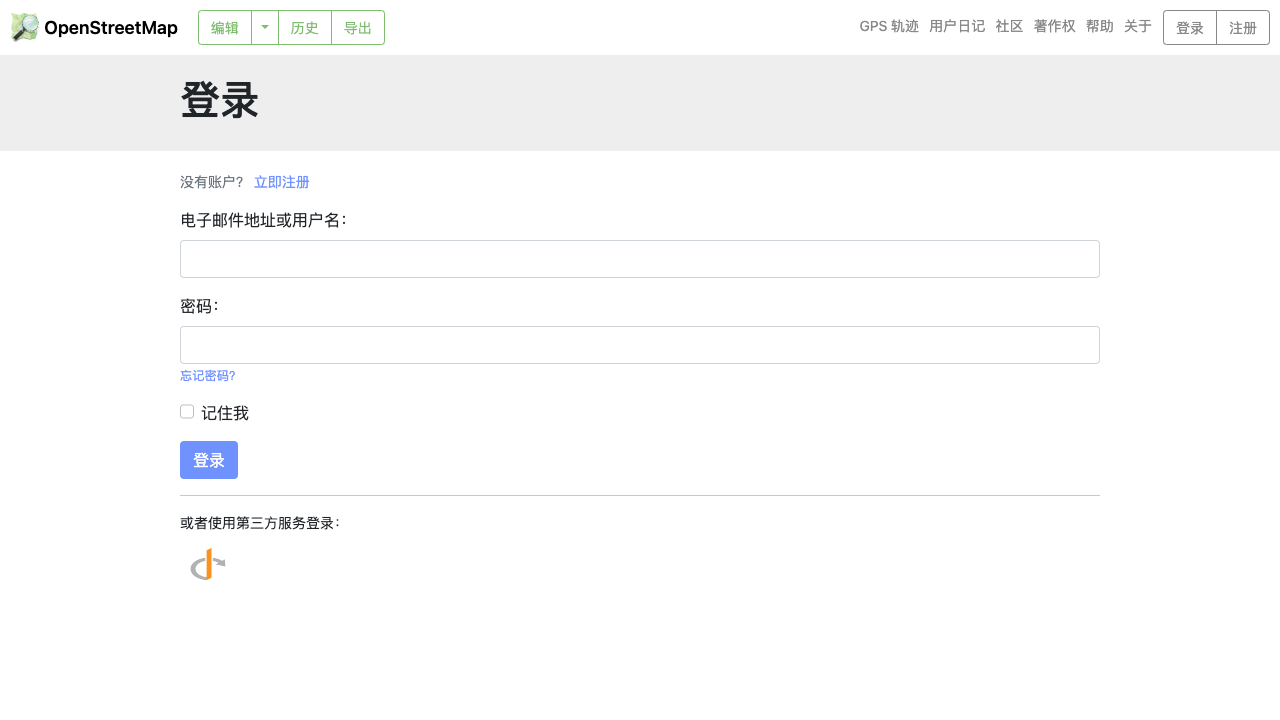 OpenStreetMap 编辑 历史 导出 GPS 轨迹 用户日记 社区 著作权 帮助 关于 登录 注册
登录
没有账户? 立即注册
电子邮件地址或用户名：
密码：
忘记密码?
记住我
登录
或者使用第三方服务登录：